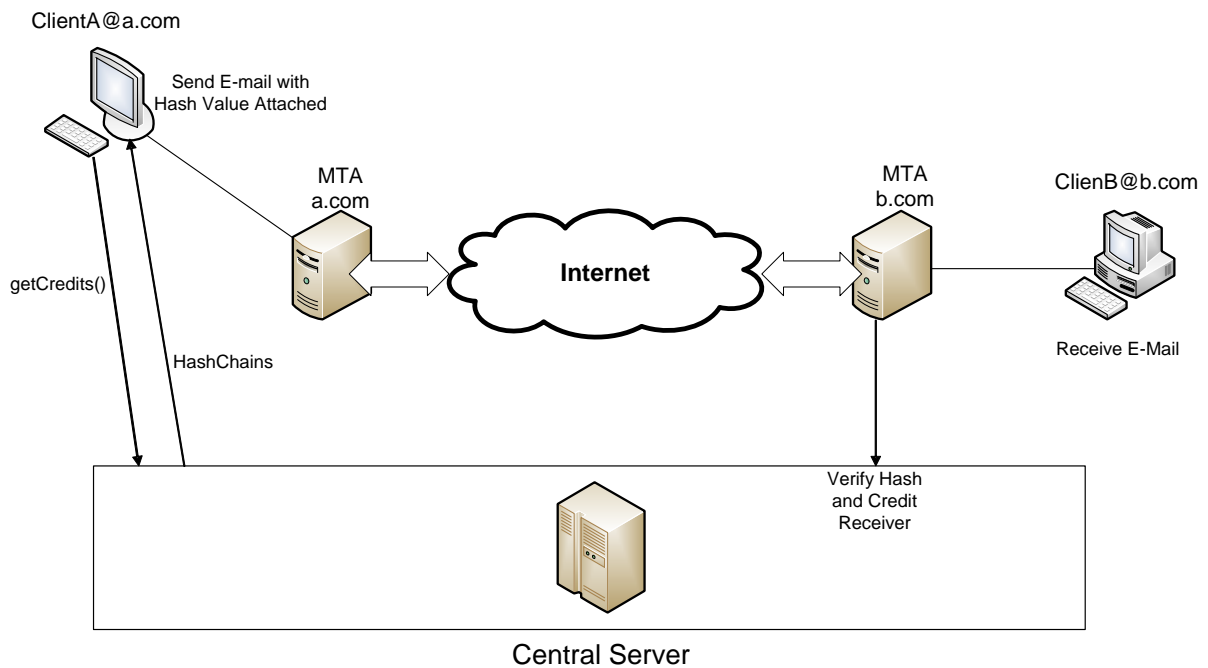 ClientA@a.com
Send E-mail with
Hash Value Attached
MTA
a.com
MTA
b.com
ClienB@b.com
Internet
getCredits()
HashChains
Receive E-Mail
Verify Hash
and Credit
Receiver
Central Server